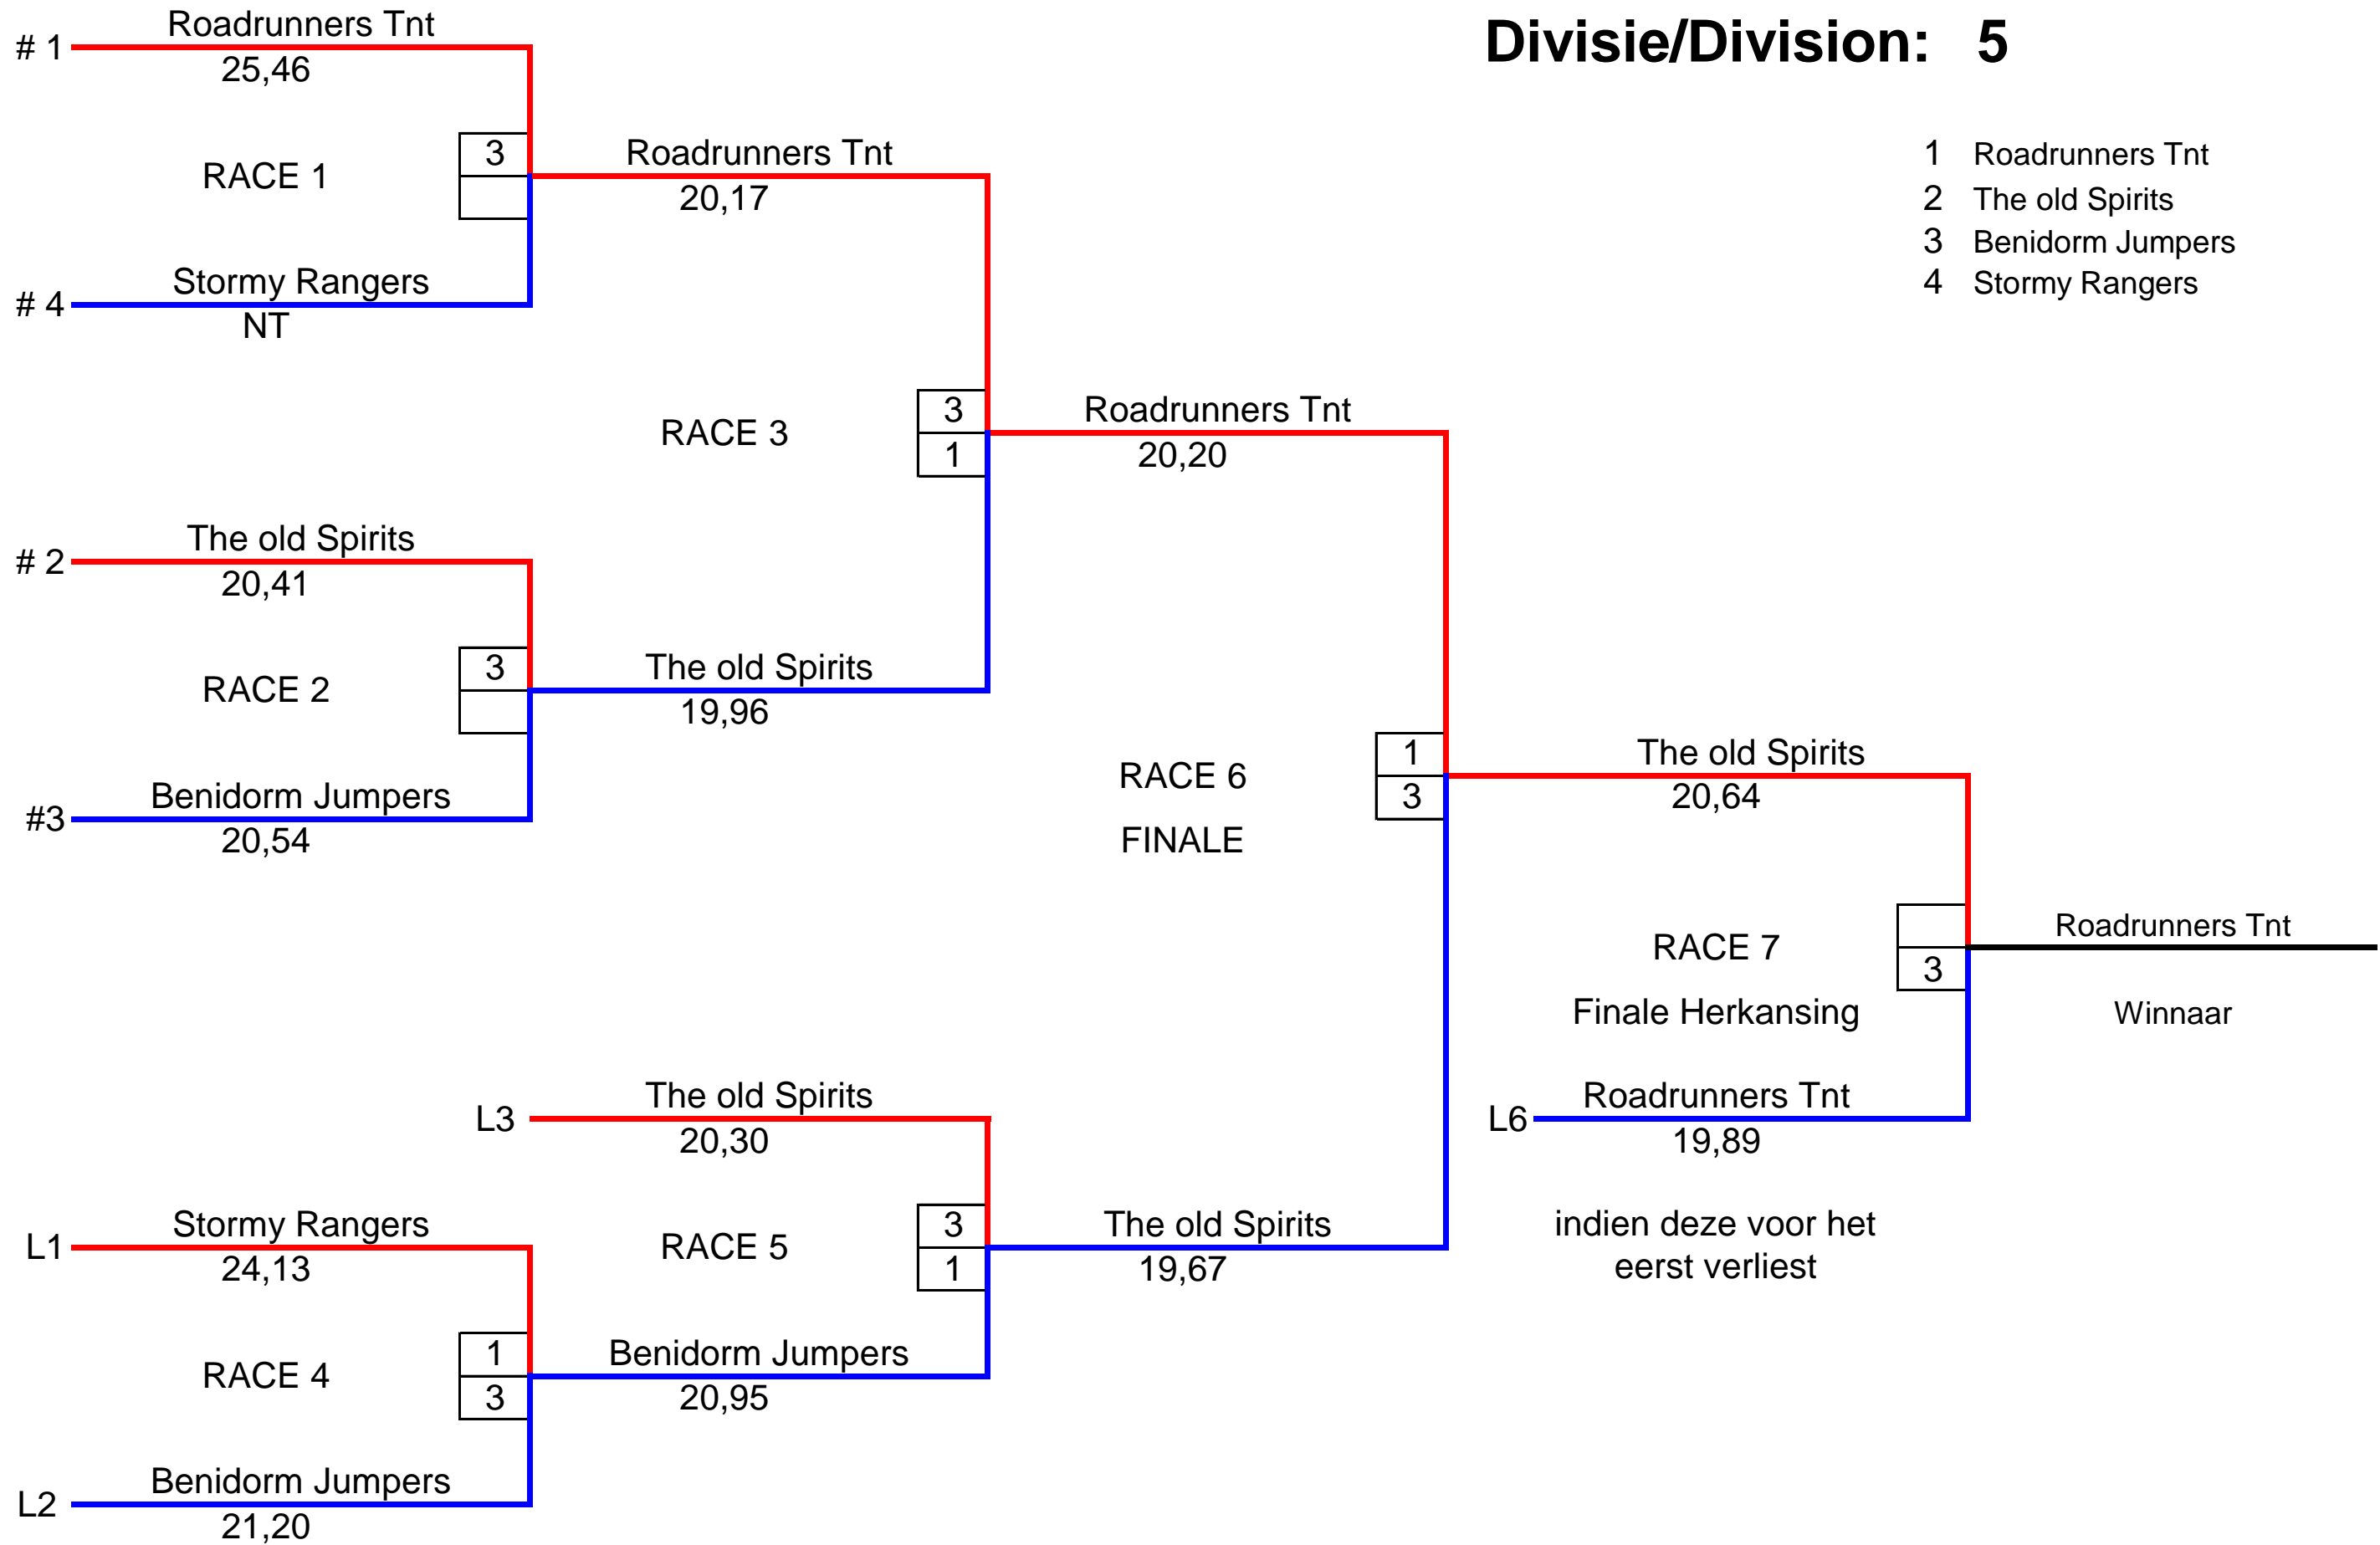 Divisie/Division: 5
1 Roadrunners Tnt
2 The old Spirits
3 Benidorm Jumpers
4 Stormy Rangers
# 1
Roadrunners Tnt
25,46
RACE 1
3
# 4
Stormy Rangers
NT
# 2
The old Spirits
20,41
RACE 2
3
#3
Benidorm Jumpers
20,54
Roadrunners Tnt
20,17
RACE 3
3
1
The old Spirits
19,96
L1
Stormy Rangers
24,13
RACE 4
1
3
L2
Benidorm Jumpers
21,20
L3
The old Spirits
20,30
RACE 5
3
1
Benidorm Jumpers
20,95
Roadrunners Tnt
20,20
RACE 6
FINALE
1
3
The old Spirits
19,67
The old Spirits
20,64
RACE 7
Finale Herkansing
3
L6
Roadrunners Tnt
19,89
indien deze voor het
eerst verliest
Roadrunners Tnt
Winnaar